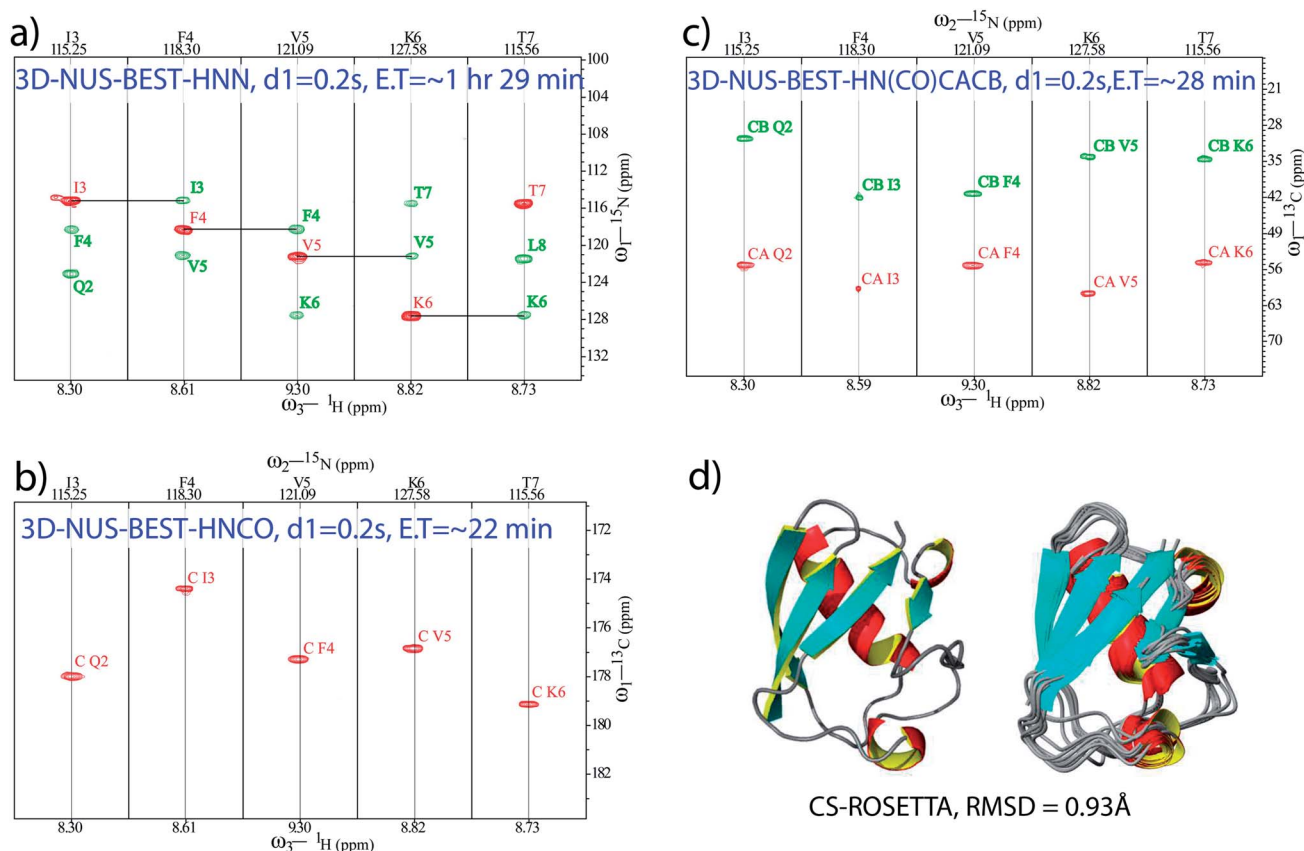 a)
I3 F4 V5 K6 T7
115.25 118.30 121.09 127.58 115.56
3D-NUS-BEST-HNN, d1=0.2s, E.T=~1 hr 29 min
100
104
108
112
116
120
124
128
132
ω1—15N (ppm)
I3 I3 T7 T7
F4 F4
F4 V5 V5 V5 L8
Q2
K6 K6 K6
8.30 8.61 9.30 8.82 8.73
ω3— 1H (ppm)
b)
ω2—15N (ppm)
I3 F4 V5 K6 T7
115.25 118.30 121.09 127.58 115.56
3D-NUS-BEST-HNCO, d1=0.2s, E.T=~22 min
172
174
176
178
180
182
ω1—13C (ppm)
C I3
C Q2
C F4
C V5
C K6
8.30 8.61 9.30 8.82 8.73
ω3— 1H (ppm)
c)
ω2—15N (ppm)
I3 F4 V5 K6 T7
115.25 118.30 121.09 127.58 115.56
3D-NUS-BEST-HN(CO)CACB, d1=0.2s,E.T=~28 min
21
28
35
42
49
56
63
70
ω1—13C (ppm)
CB Q2 CB I3 CB F4 CB V5 CB K6
CA Q2 CA I3 CA F4 CA V5 CA K6
8.30 8.59 9.30 8.82 8.73
ω3— 1H (ppm)
d)
CS-ROSETTA, RMSD = 0.93Å